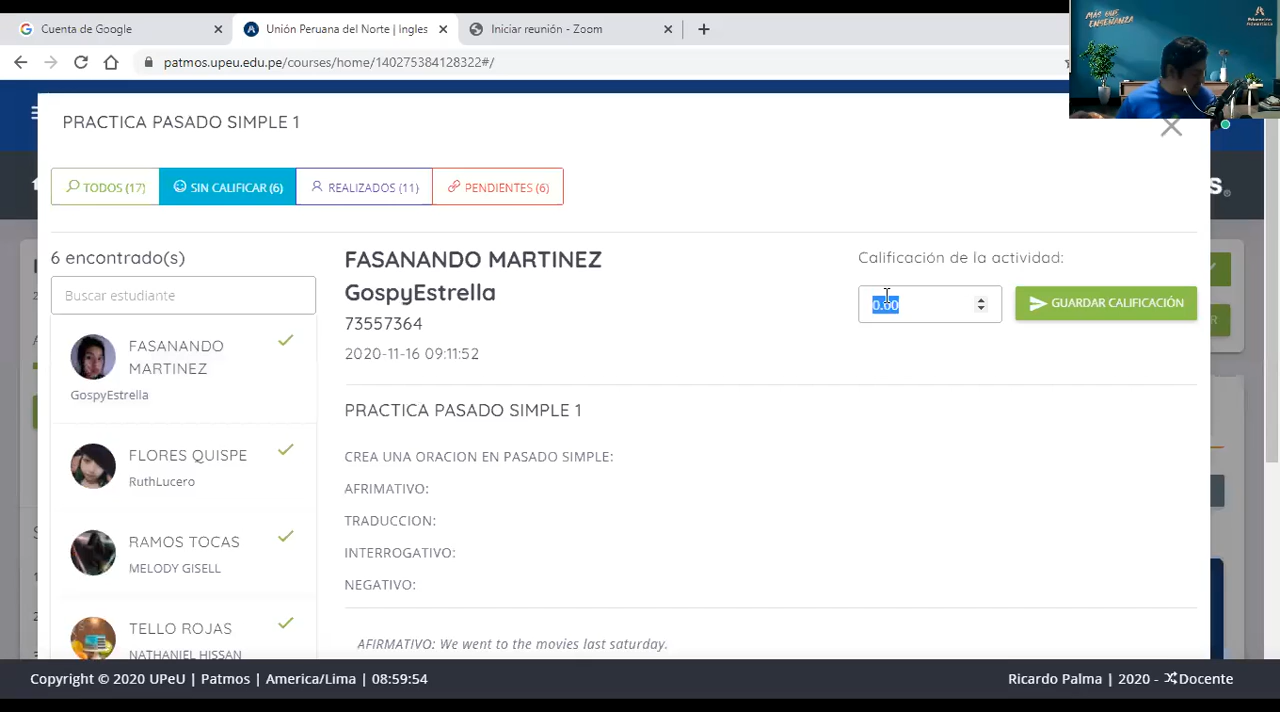 Cuenta de Google
Unión Peruana del Norte | Ingles
Iniciar reunión - Zoom
patmos.upeu.edu.pe/courses/home/140275384128322#/
MÁS QUE
ENSEÑANZA
PRACTICA PASADO SIMPLE 1
TODOS (17)
SIN CALIFICAR (6)
REALIZADOS (11)
PENDIENTES (6)
6 encontrado(s)
Buscar estudiante
FASANANDO
MARTINEZ
GospyEstrella
FLORES QUISPE
RuthLucero
RAMOS TOCAS
MELODY GISELL
TELLO ROJAS
NATHANIEL HISSAN
FASANANDO MARTINEZ
GospyEstrella
73557364
2020-11-16 09:11:52
Calificación de la actividad:
0.00
GUARDAR CALIFICACIÓN
PRACTICA PASADO SIMPLE 1
CREA UNA ORACION EN PASADO SIMPLE:
AFRIMATIVO:
TRADUCCION:
INTERROGATIVO:
NEGATIVO:
AFIRMATIVO: We went to the movies last saturday.
Copyright © 2020 UPeU | Patmos | America/Lima | 08:59:54
Ricardo Palma | 2020 - Docente